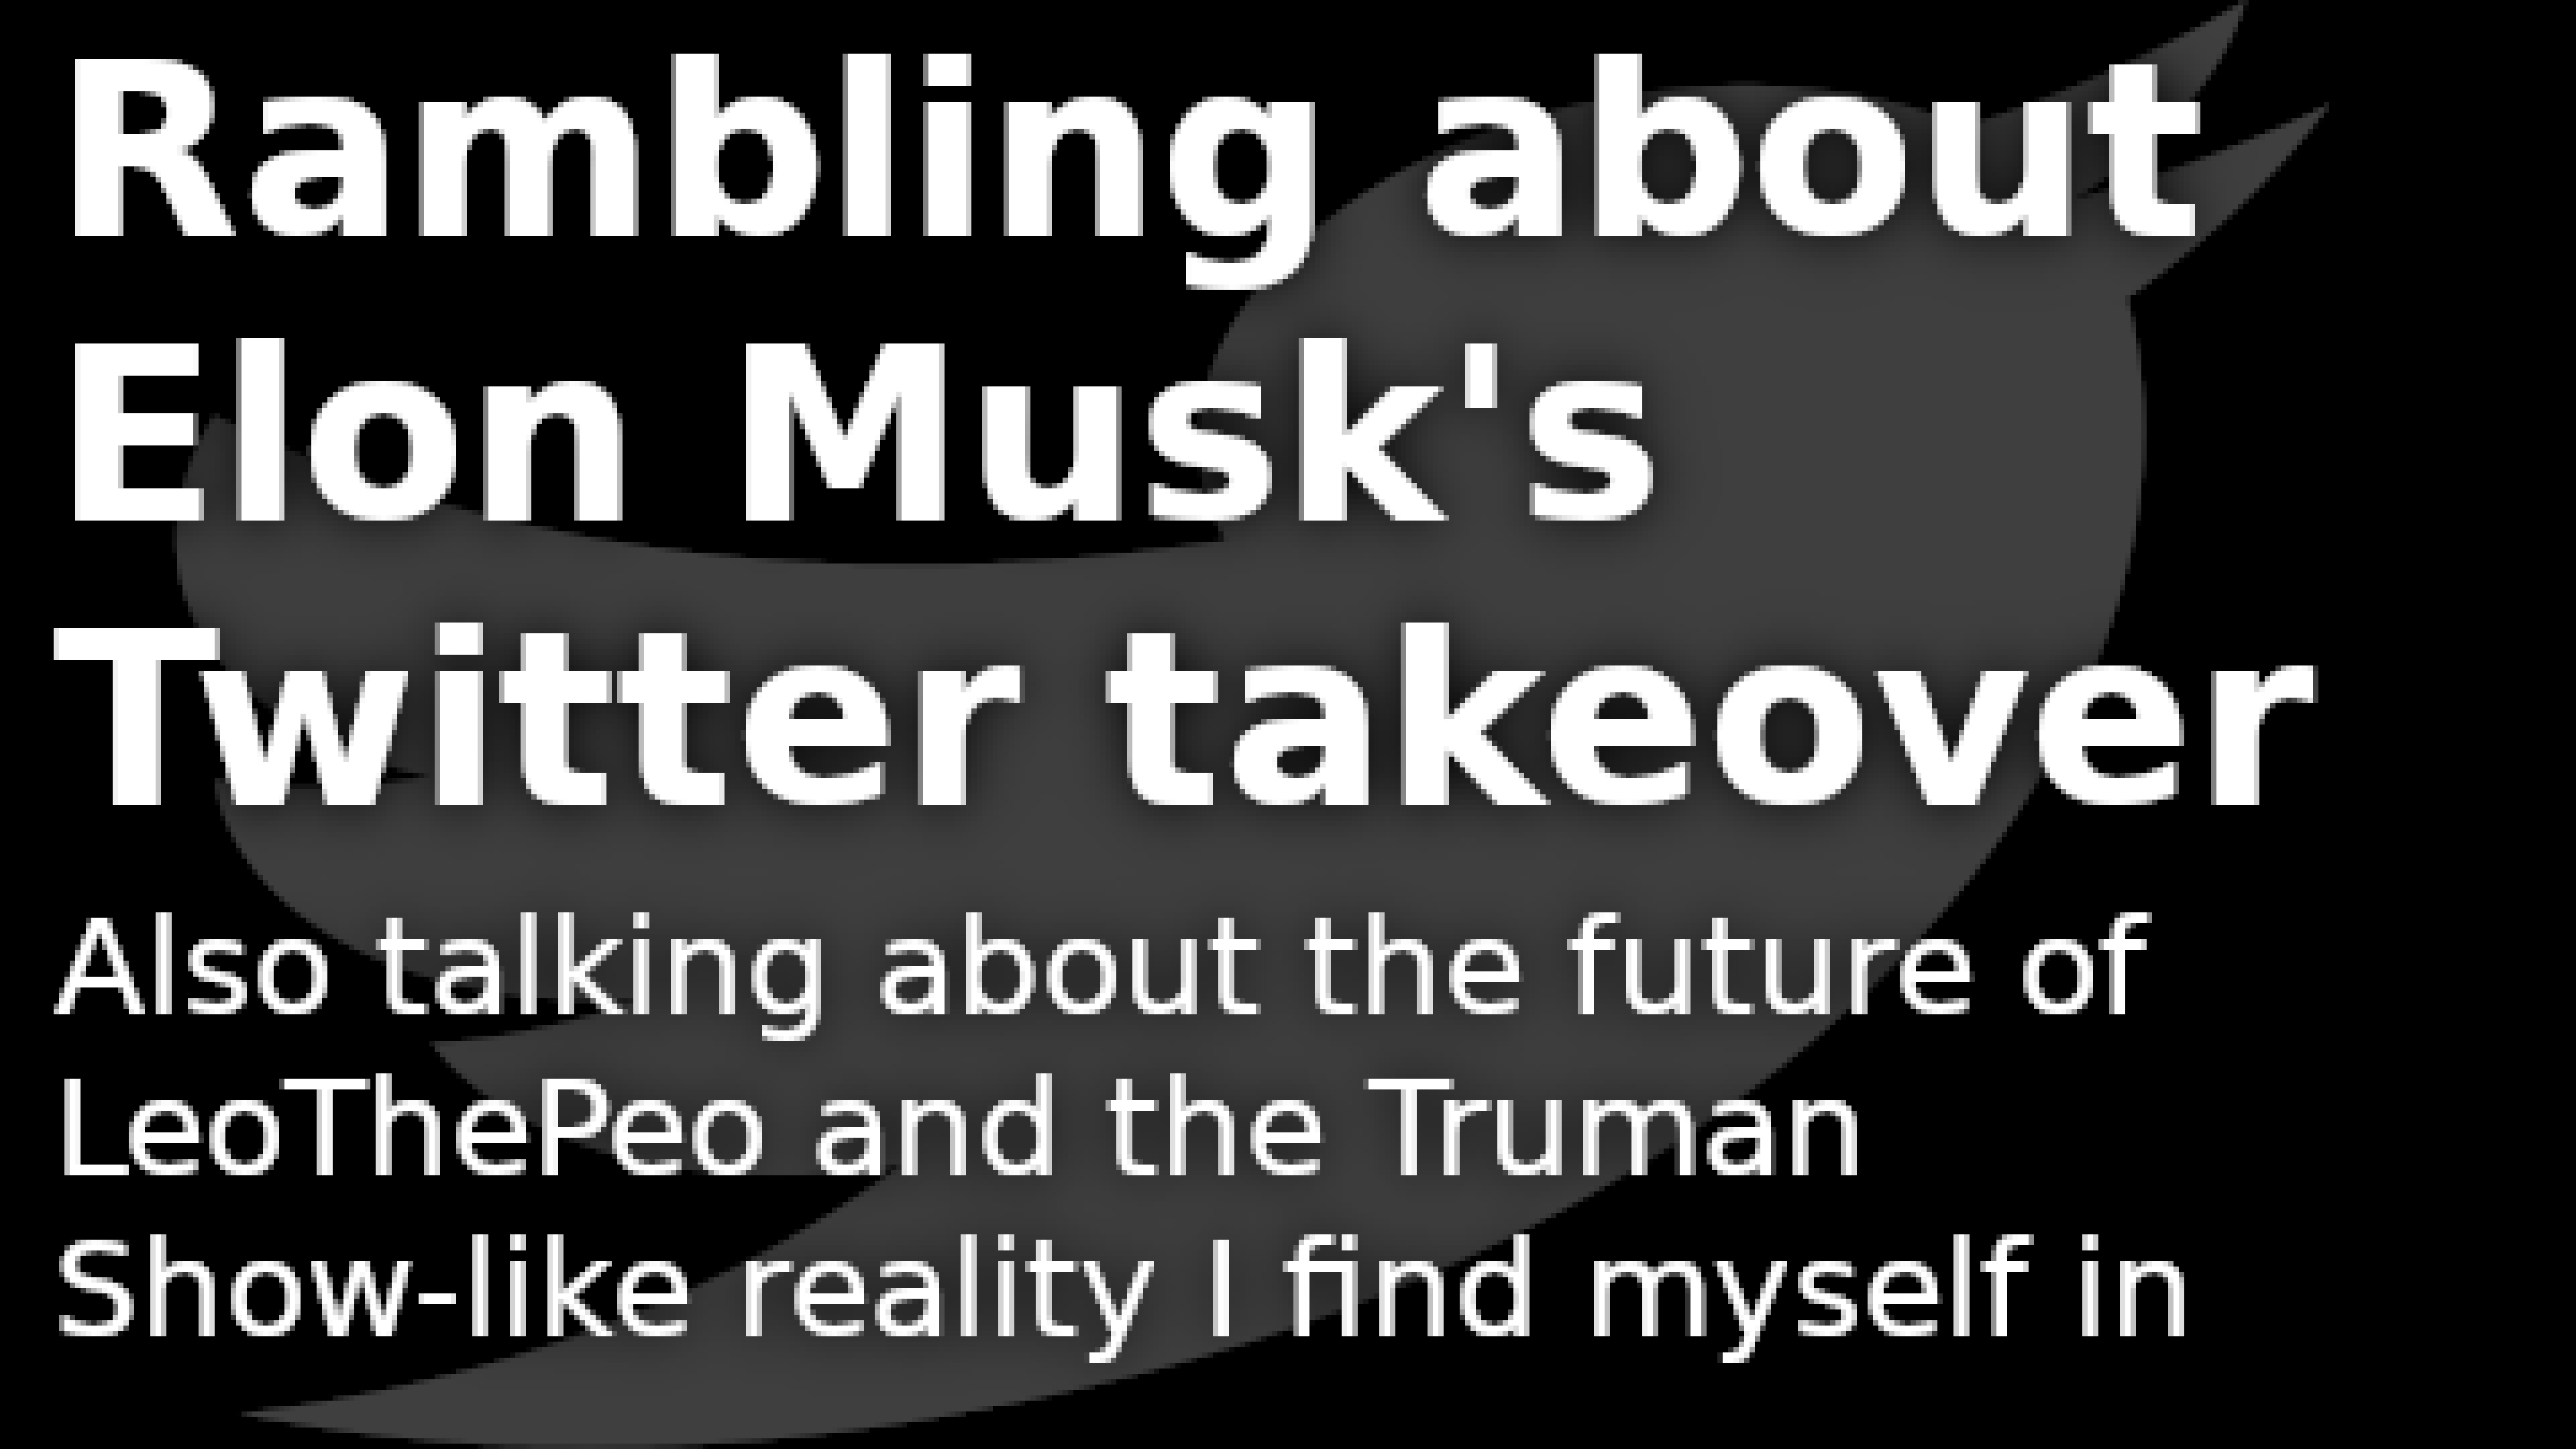 Rambling about
Elon Musk's
Twitter takeover
Also talking about the future of
LeoThePeo and the Truman
Show-like reality I find myself in